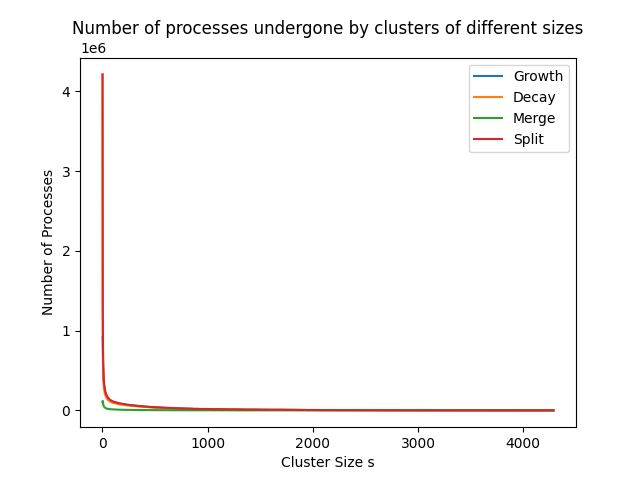 Number of processes undergone by clusters of different sizes
1e6
Growth
Decay
Merge
Split
4
3
2
1
0
Number of Processes
0 1000 2000 3000 4000
Cluster Size s